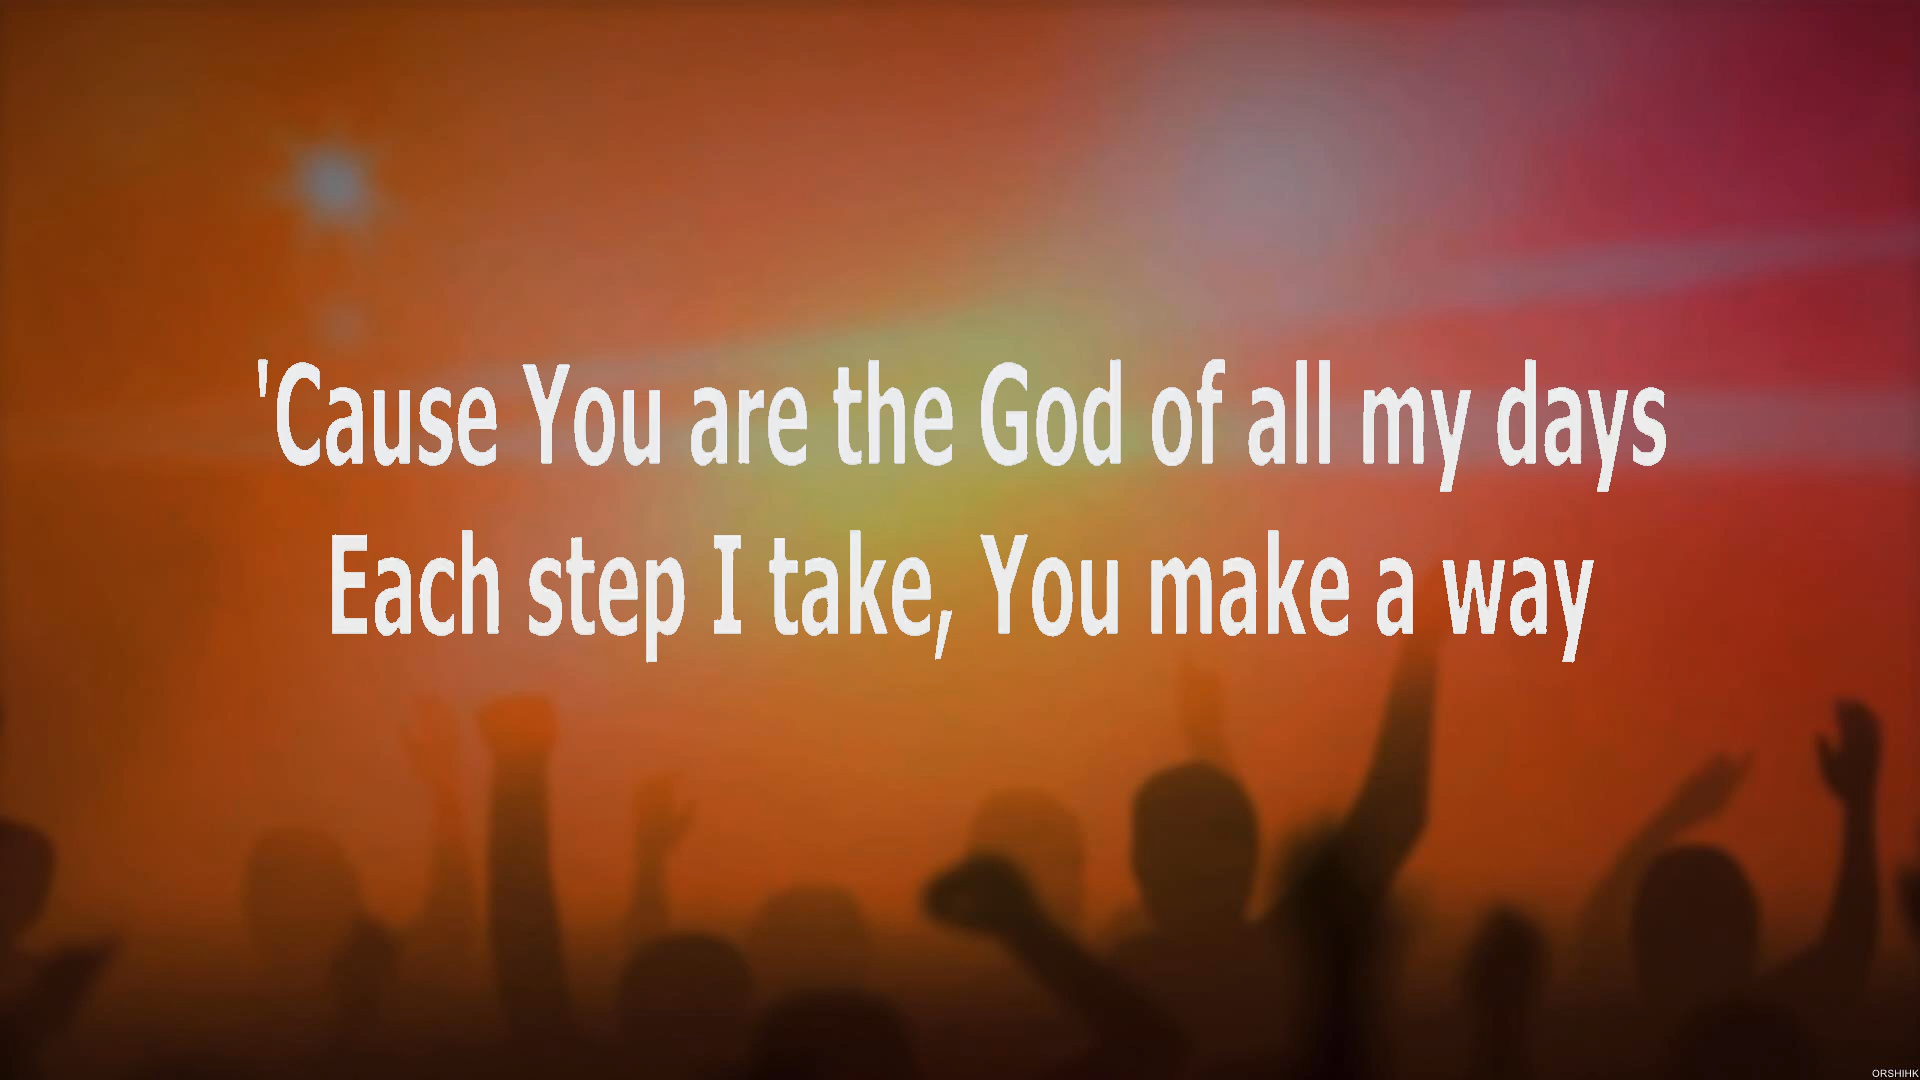 'Cause You are the God of all my days
Each step I take, You make a way
ORSHIHK